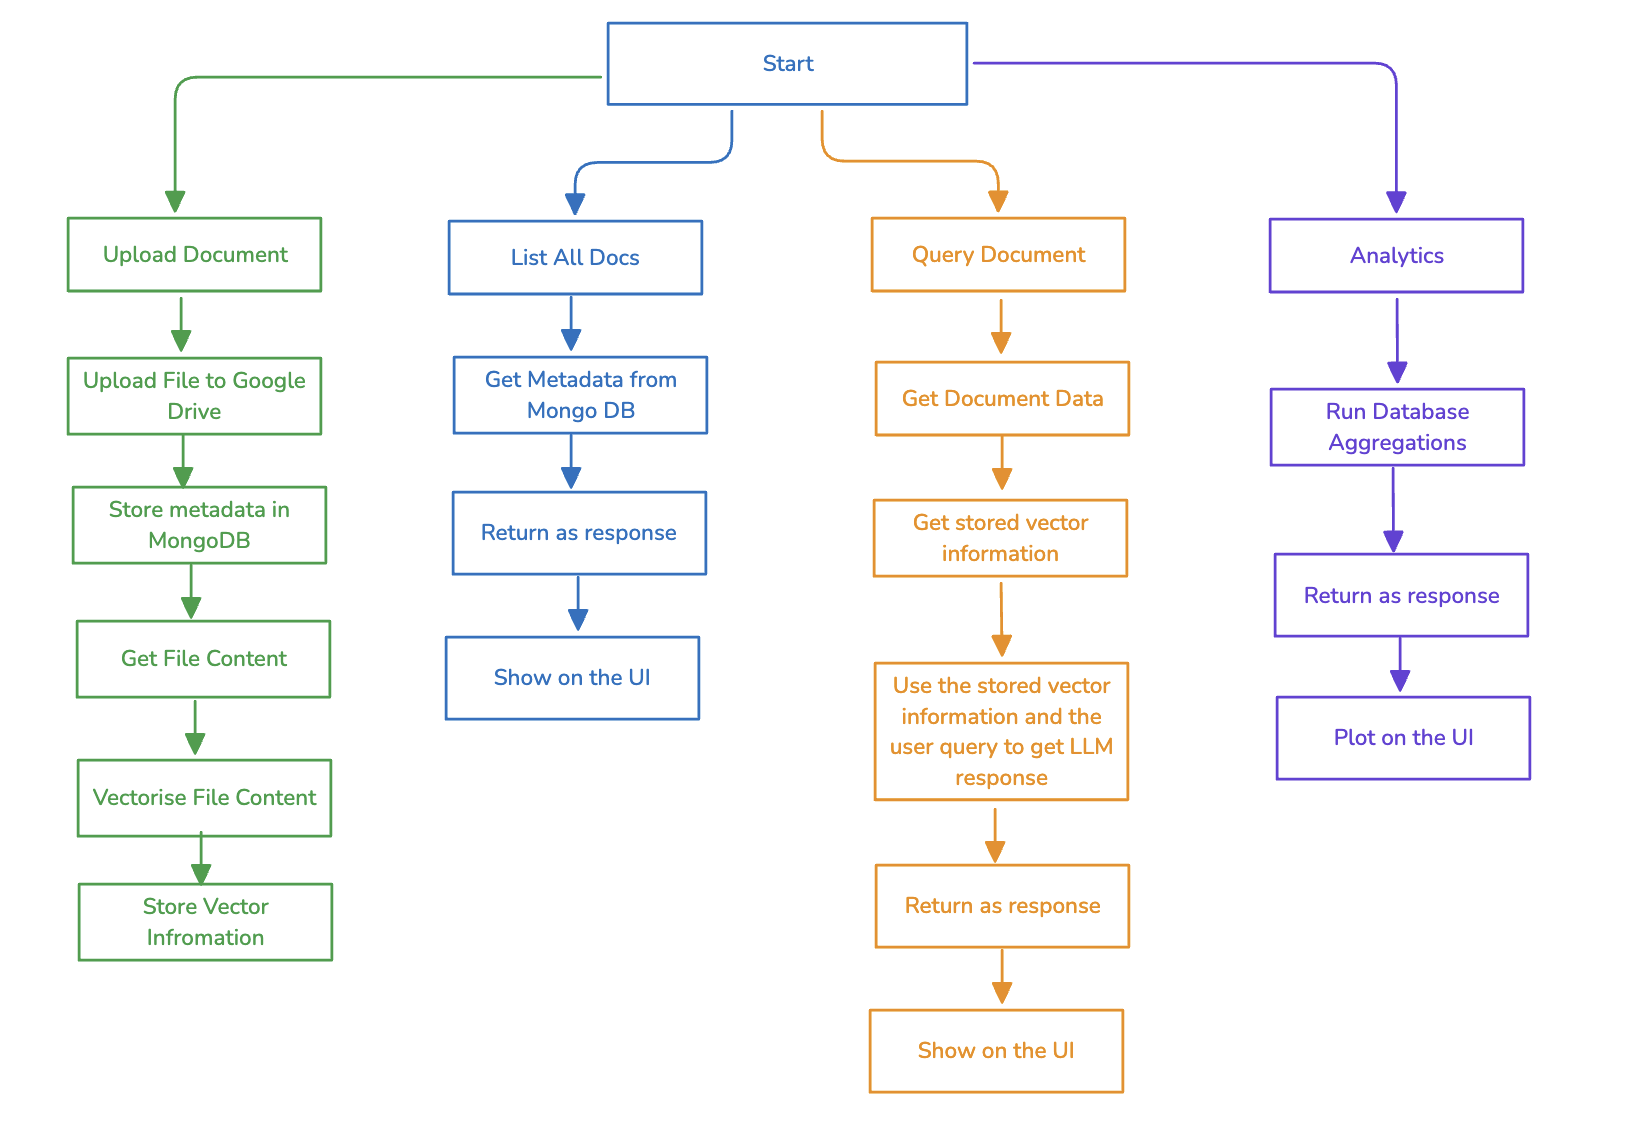 Start
Upload Document
Upload File to Google
Drive
Store metadata in
MongoDB
Get File Content
Vectorise File Content
Store Vector
Infromation
List All Docs
Get Metadata from
Mongo DB
Return as response
Show on the UI
Query Document
Get Document Data
Get stored vector
information
Use the stored vector
information and the
user query to get LLM
response
Return as response
Show on the UI
Analytics
Run Database
Aggregations
Return as response
Plot on the UI